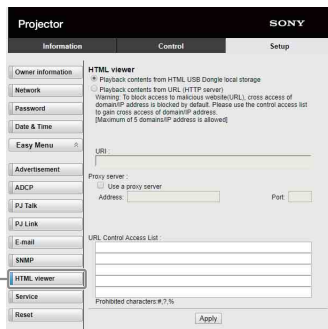 Projector
SONY
Information
Control
Setup
Owner information
Network
Password
Date & Time
Easy Menu
Advertisement
ADCP
PJ Talk
PJ Link
E-mail
SNMP
HTML viewer
Service
Reset
HTML viewer
Playback contents from HTML USB Dongle local storage
Playback contents from URL (HTTP server)
Warning: To block access to malicious website(URL), cross access of
domain/IP address is blocked by default. Please use the control access list
to gain cross access of domain/IP address.
[Maximum of 5 domains/IP address is allowed]
URI :
Proxy server :
Use a proxy server
Address:
Port:
URL Control Access List :
Prohibited characters:#,?,%
Apply